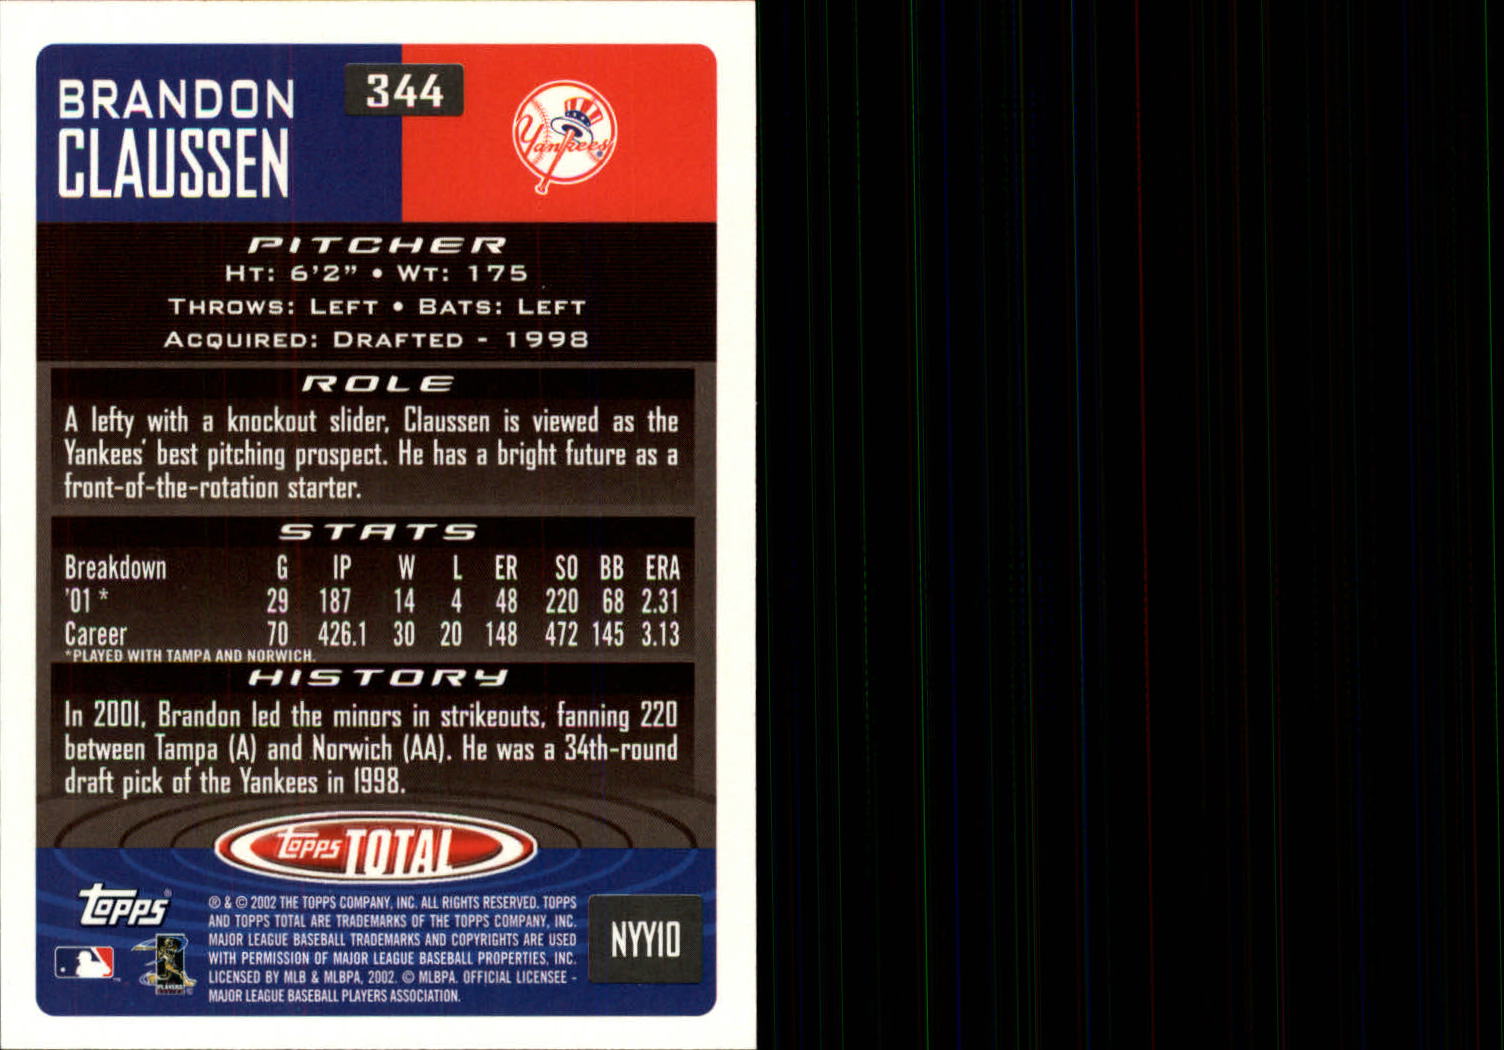 BRANDON
CLAUSSEN
344
Yankees
PITCHER
HT: 6'2" • WT: 175
THROWS: LEFT • BATS: LEFT
ACQUIRED: DRAFTED - 1998
ROLE
A lefty with a knockout slider, Claussen is viewed as the
Yankees' best pitching prospect. He has a bright future as a
front-of-the-rotation starter.
STATS
Breakdown G IP W L ER SO BB ERA
'01 * 29 187 14 4 48 220 68 2.31
Career 70 426.1 30 20 148 472 145 3.13
*PLAYED WITH TAMPA AND NORWICH.
HISTORY
In 2001, Brandon led the minors in strikeouts, fanning 220
between Tampa (A) and Norwich (AA). He was a 34th-round
draft pick of the Yankees in 1998.
Topps TOTAL
Topps®
® & © 2002 THE TOPPS COMPANY, INC. ALL RIGHTS RESERVED. TOPPS
AND TOPPS TOTAL ARE TRADEMARKS OF THE TOPPS COMPANY, INC.
MAJOR LEAGUE BASEBALL TRADEMARKS AND COPYRIGHTS ARE USED
WITH PERMISSION OF MAJOR LEAGUE BASEBALL PROPERTIES, INC.
LICENSED BY MLB & MLBPA, 2002. © MLBPA. OFFICIAL LICENSEE -
MAJOR LEAGUE BASEBALL PLAYERS ASSOCIATION.
PLAYERS
NYY10